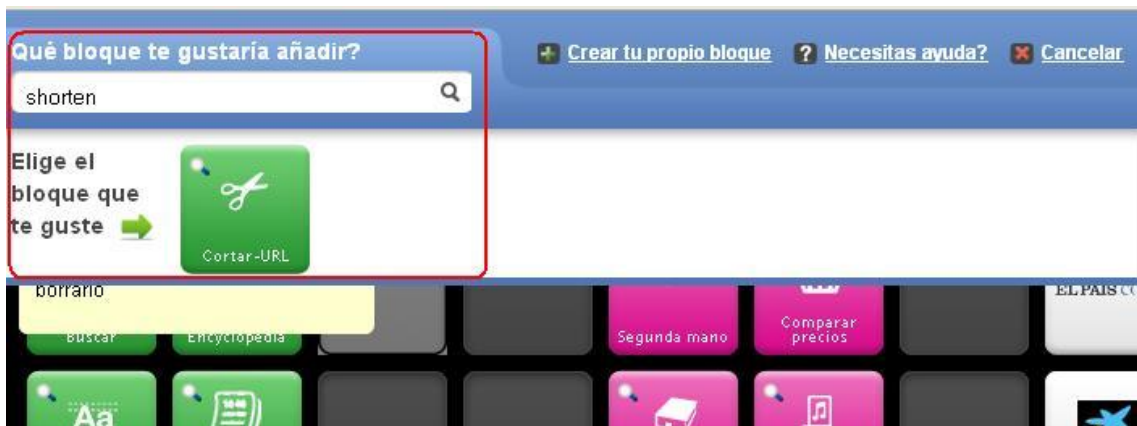 Qué bloque te gustaría añadir?
Crear tu propio bloque ? Necesitas ayuda? Cancelar
shorten
Elige el
bloque que
te guste
Cortar-URL
borrarlo
Buscar Encyclopedia Segunda mano Comparar
precios
EL PAIS
Aa